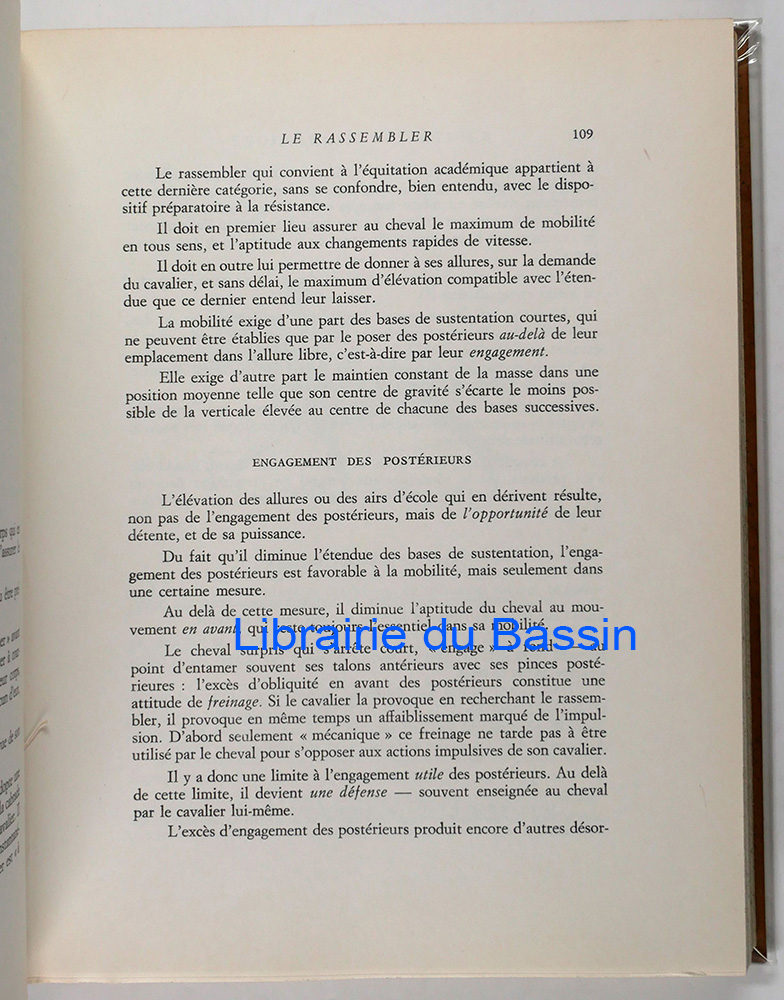 LE RASSEMBLER 109
Le rassembler qui convient à l'équitation académique appartient à
cette dernière catégorie, sans se confondre, bien entendu, avec le dispo-
sitif préparatoire à la résistance.
Il doit en premier lieu assurer au cheval le maximum de mobilité
en tous sens, et l'aptitude aux changements rapides de vitesse.
Il doit en outre lui permettre de donner à ses allures, sur la demande
du cavalier, et sans délai, le maximum d'élévation compatible avec l'éten-
due que ce dernier entend leur laisser.
La mobilité exige d'une part des bases de sustentation courtes, qui
ne peuvent être établies que par le poser des postérieurs au-delà de leur
emplacement dans l'allure libre, c'est-à-dire par leur engagement.
Elle exige d'autre part le maintien constant de la masse dans une
position moyenne telle que son centre de gravité s'écarte le moins pos-
sible de la verticale élevée au centre de chacune des bases successives.
ENGAGEMENT DES POSTÉRIEURS
L'élévation des allures ou des airs d'école qui en dérivent résulte,
non pas de l'engagement des postérieurs, mais de l'opportunité de leur
détente, et de sa puissance.
Du fait qu'il diminue l'étendue des bases de sustentation, l'enga-
gement des postérieurs est favorable à la mobilité, mais seulement dans
une certaine mesure.
Au delà de cette mesure, il diminue l'aptitude du cheval au mou-
vement en avant, qui reste toujours l'essentiel dans sa mobilité.
Librairie du Bassin
Le cheval surpris qui s'arrête court, « engage » à fond — au
point d'entamer souvent ses talons antérieurs avec ses pinces posté-
rieures : l'excès d'obliquité en avant des postérieurs constitue une
attitude de freinage. Si le cavalier la provoque en recherchant le rassem-
bler, il provoque en même temps un affaiblissement marqué de l'impul-
sion. D'abord seulement « mécanique » ce freinage ne tarde pas à être
utilisé par le cheval pour s'opposer aux actions impulsives de son cavalier.
Il y a donc une limite à l'engagement utile des postérieurs. Au delà
de cette limite, il devient une défense — souvent enseignée au cheval
par le cavalier lui-même.
L'excès d'engagement des postérieurs produit encore d'autres désor-